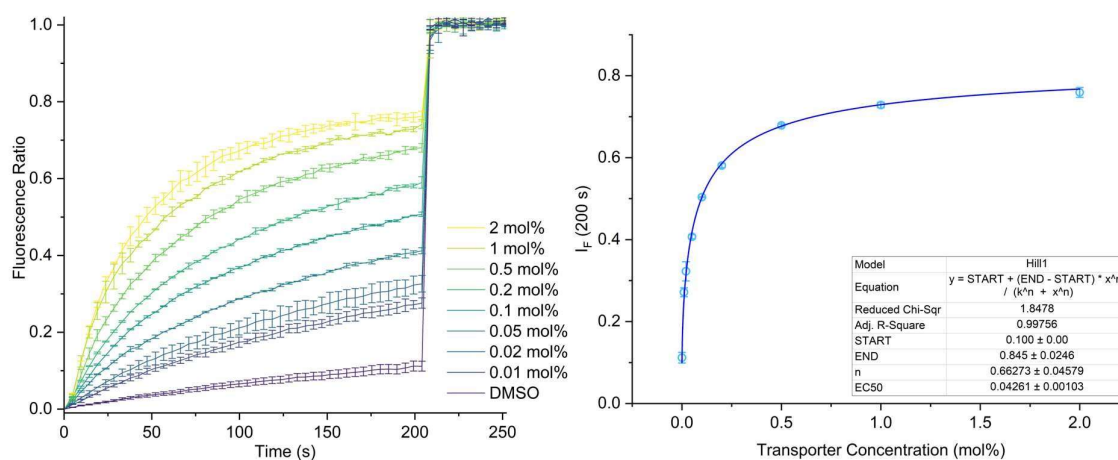 Fluorescence Ratio
1.0
0.8
0.6
0.4
0.2
0.0
0
50
100
150
200
250
Time (s)
2 mol%
1 mol%
0.5 mol%
0.2 mol%
0.1 mol%
0.05 mol%
0.02 mol%
0.01 mol%
DMSO
I_F (200 s)
0.8
0.6
0.4
0.2
0.0
0.0
0.5
1.0
1.5
2.0
Transporter Concentration (mol%)
Model Hill1
Equation y = START + (END - START) * x^n
/ (k^n + x^n)
Reduced Chi-Sqr 1.8478
Adj. R-Square 0.99756
START 0.100 ± 0.00
END 0.845 ± 0.0246
n 0.66273 ± 0.04579
EC50 0.04261 ± 0.00103